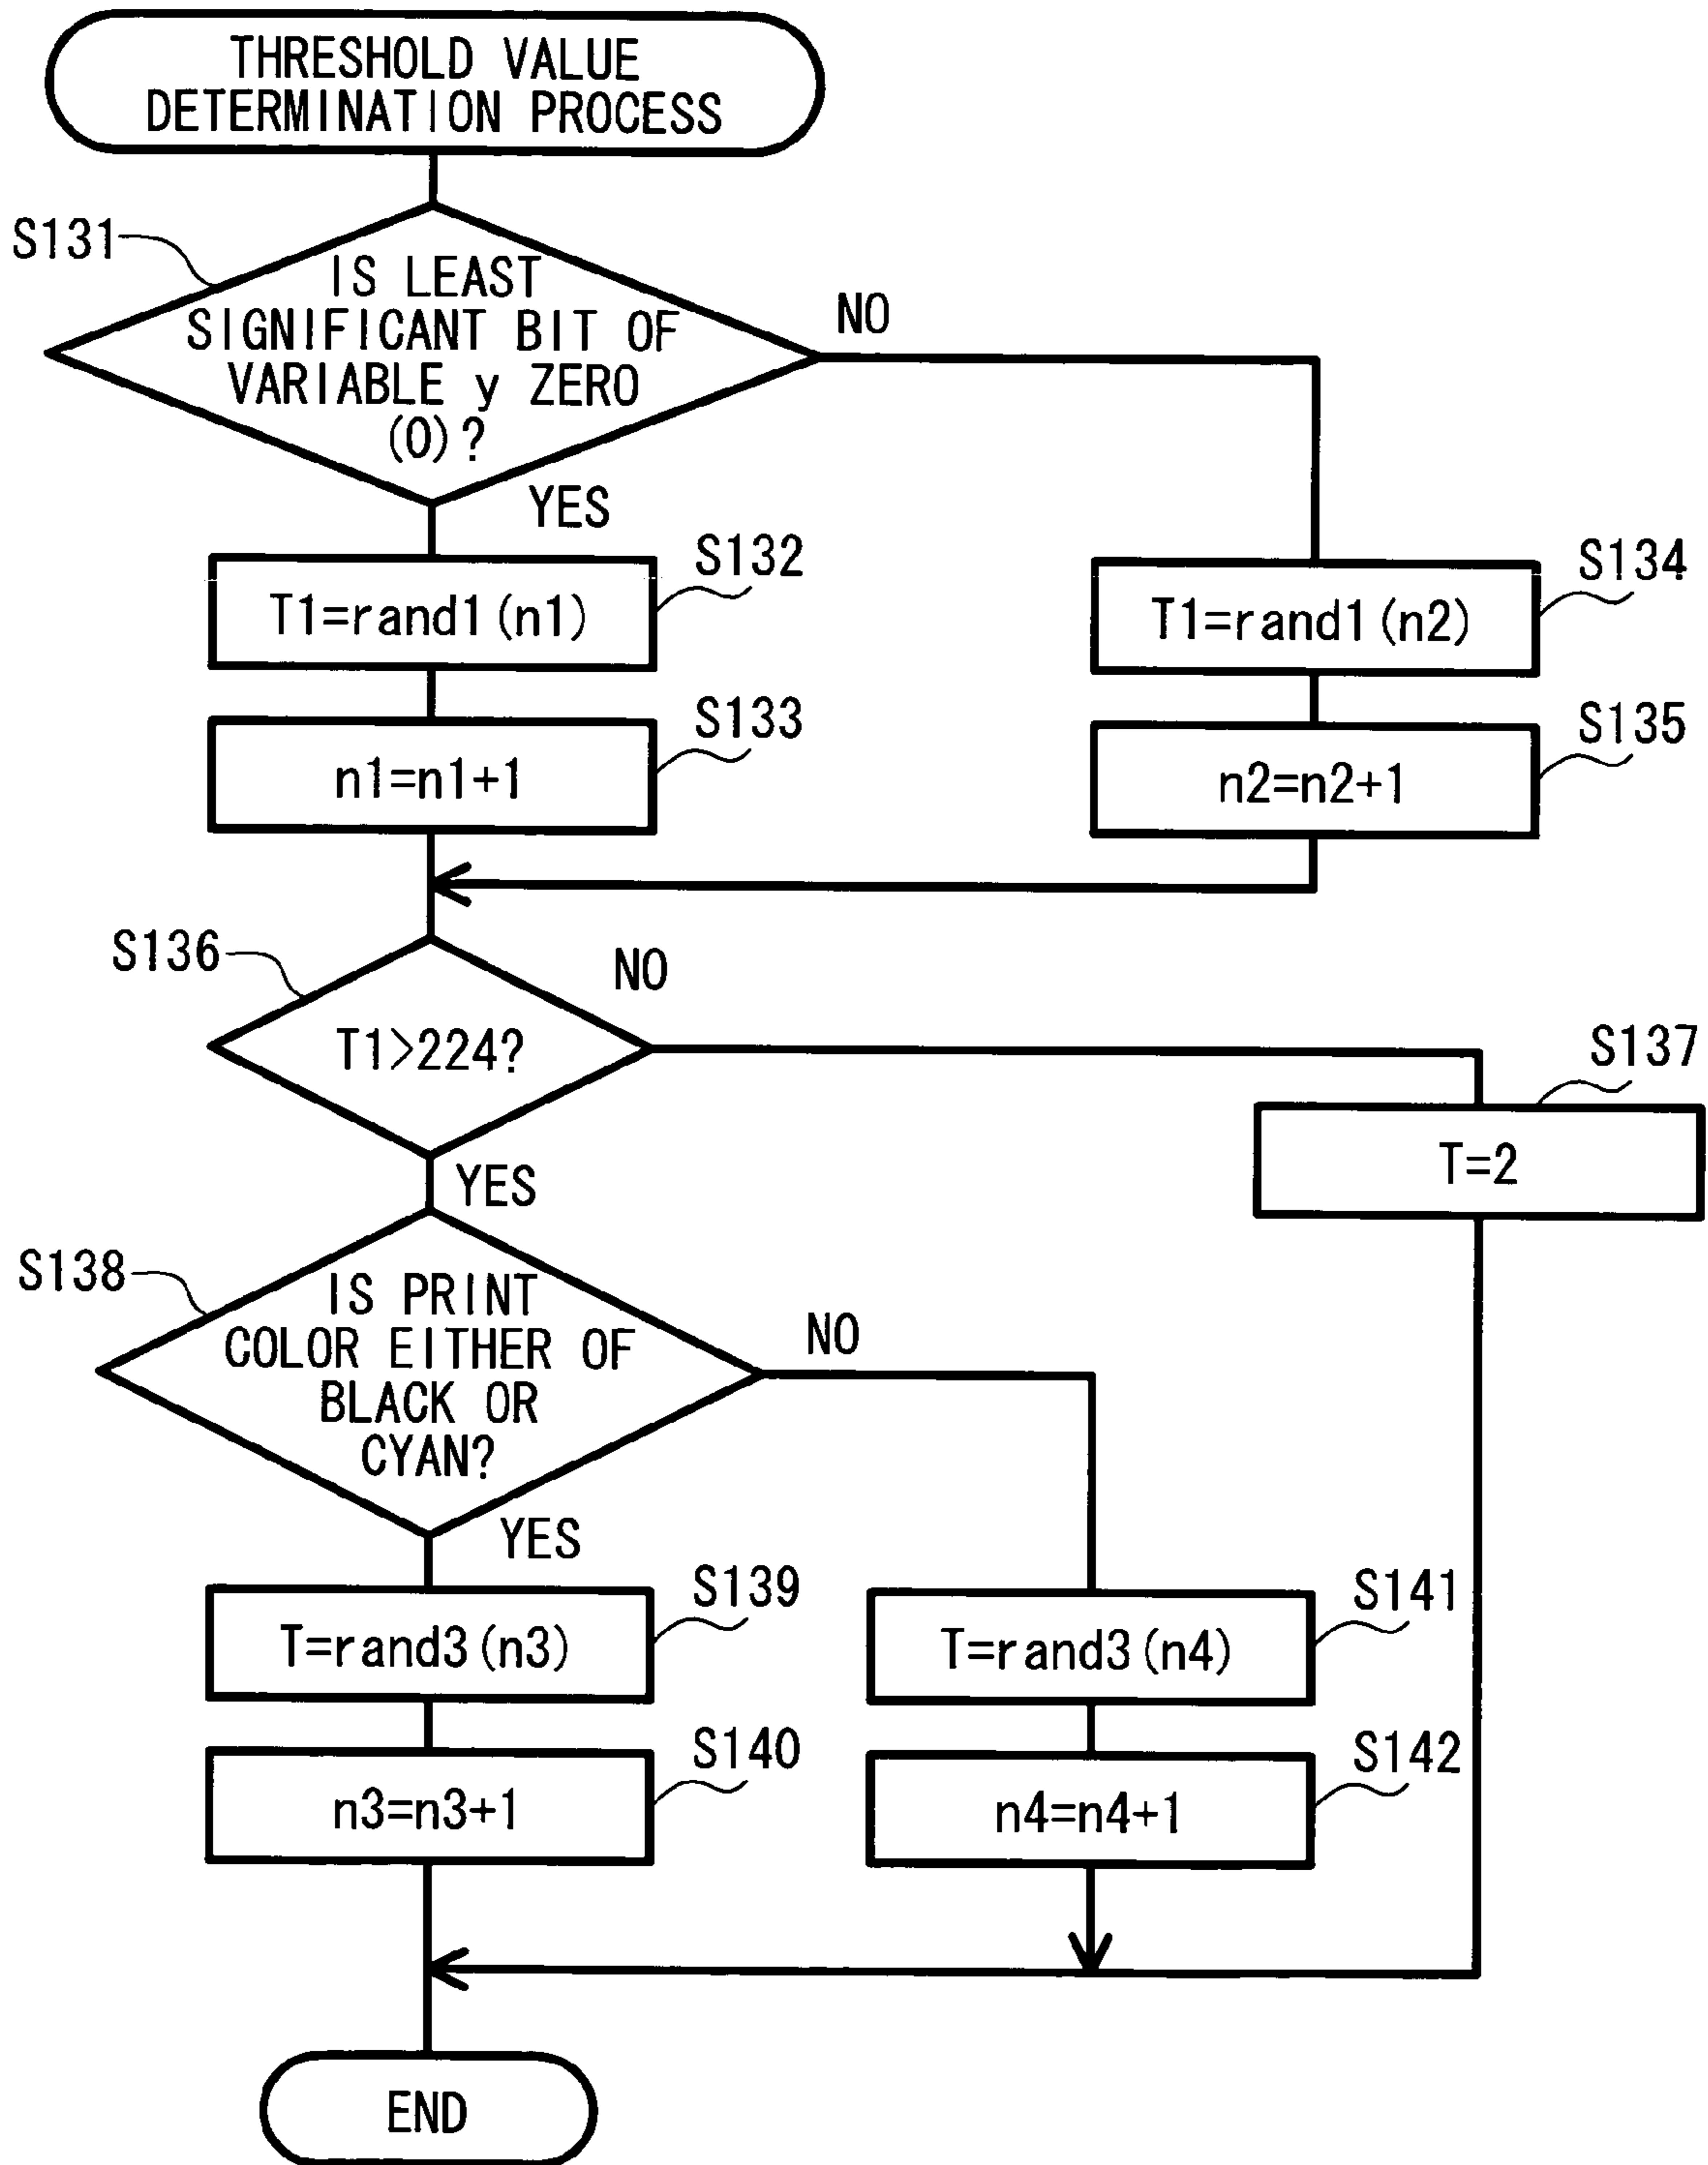 THRESHOLD VALUE
DETERMINATION PROCESS
S131
IS LEAST
SIGNIFICANT BIT OF
VARIABLE y ZERO
(0)?
NO
YES
S132
T1=rand1(n1)
S134
T1=rand1(n2)
S133
n1=n1+1
S135
n2=n2+1
S136
NO
T1>224?
S137
T=2
YES
S138
IS PRINT
COLOR EITHER OF
BLACK OR
CYAN?
NO
YES
S139
T=rand3(n3)
S141
T=rand3(n4)
S140
n3=n3+1
S142
n4=n4+1
END